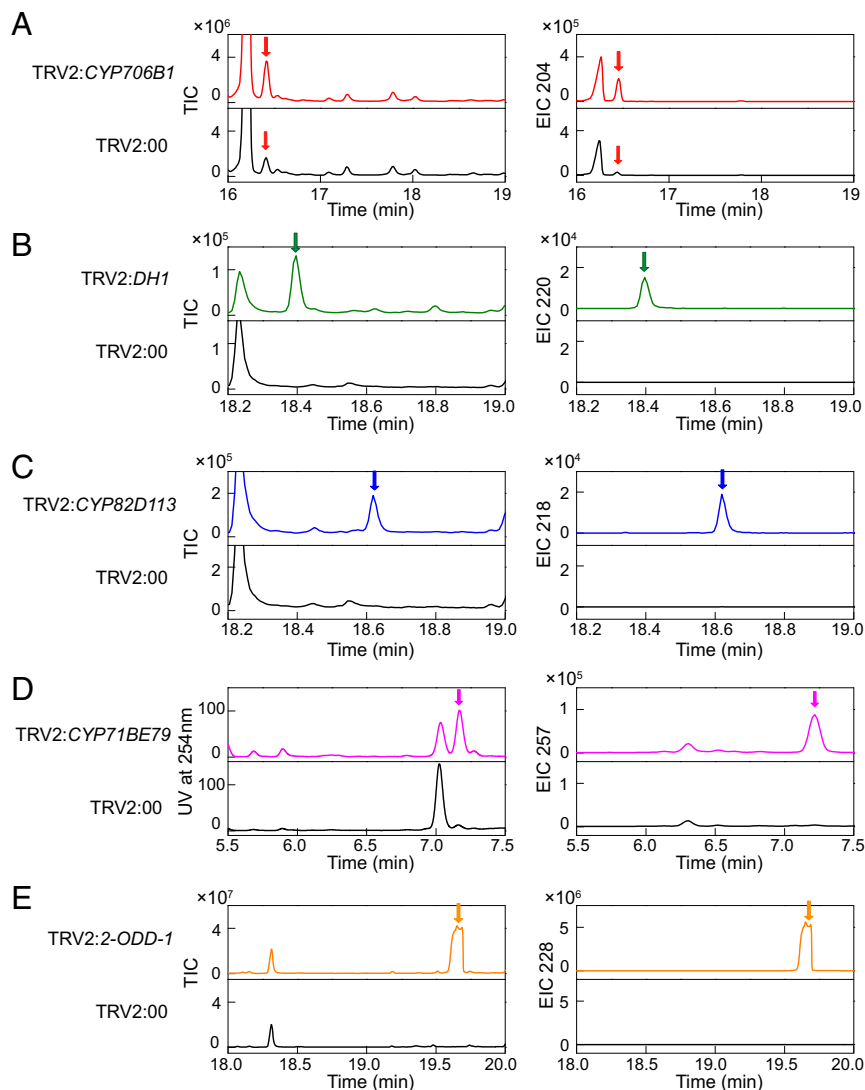 A
×10⁶
×10⁵
TRV2:CYP706B1
4
0
TIC
4
0
EIC 204
TRV2:00
4
0
4
0
16 17 18 19
16 17 18 19
Time (min)
Time (min)
B
×10⁵
×10⁴
TRV2:DH1
1
0
TIC
2
0
EIC 220
TRV2:00
1
0
2
0
18.2 18.4 18.6 18.8 19.0
18.2 18.4 18.6 18.8 19.0
Time (min)
Time (min)
C
×10⁵
×10⁴
TRV2:CYP82D113
2
0
TIC
2
0
EIC 218
TRV2:00
2
0
2
0
18.2 18.4 18.6 18.8 19.0
18.2 18.4 18.6 18.8 19.0
Time (min)
Time (min)
D
×10⁵
TRV2:CYP71BE79
100
0
UV at 254nm
1
0
EIC 257
TRV2:00
100
0
1
0
5.5 6.0 6.5 7.0 7.5
5.5 6.0 6.5 7.0 7.5
Time (min)
Time (min)
E
×10⁷
×10⁶
TRV2:2-ODD-1
4
0
TIC
5
0
EIC 228
TRV2:00
4
0
5
0
18.0 18.5 19.0 19.5 20.0
18.0 18.5 19.0 19.5 20.0
Time (min)
Time (min)